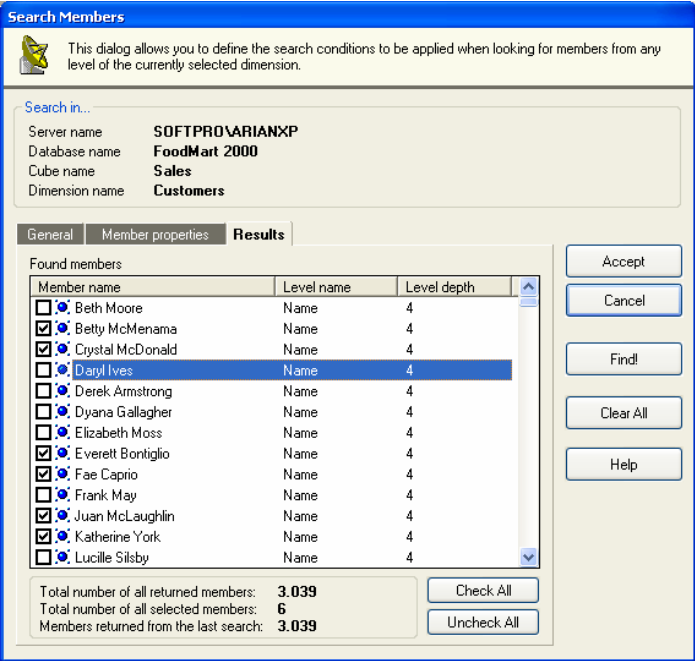 Search Members
This dialog allows you to define the search conditions to be applied when looking for members from any
level of the currently selected dimension.
Search in...
Server name SOFTPRO\ARIANXP
Database name FoodMart 2000
Cube name Sales
Dimension name Customers
General Member properties Results
Found members
Member name Level name Level depth
Beth Moore Name 4
Betty McMenama Name 4
Crystal McDonald Name 4
Daryl Ives Name 4
Derek Armstrong Name 4
Dyana Gallagher Name 4
Elizabeth Moss Name 4
Everett Bontiglio Name 4
Fae Caprio Name 4
Frank May Name 4
Juan McLaughlin Name 4
Katherine York Name 4
Lucille Silsby Name 4
Total number of all returned members: 3.039
Total number of all selected members: 6
Members returned from the last search: 3.039
Check All
Uncheck All
Accept
Cancel
Find!
Clear All
Help